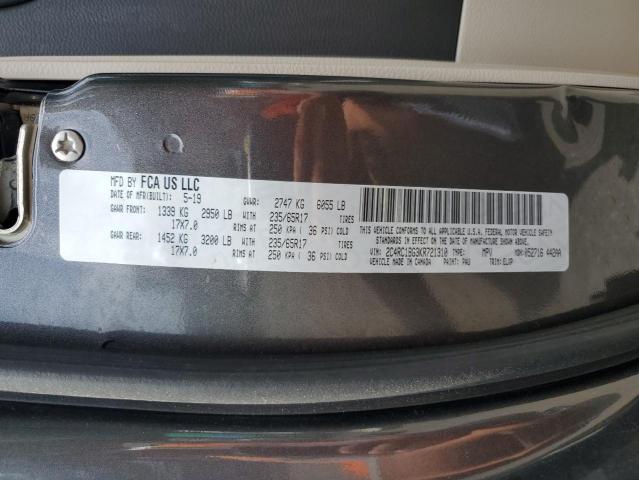 MFD BY FCA US LLC
DATE OF MFR(BUILT): 5-19 GVWR: 2747 KG 6055 LB
GAWR FRONT: 1339 KG 2950 LB WITH 235/65R17 TIRES
17X7.0 RIMS AT 250 KPA ( 36 PSI) COLD
GAWR REAR: 1452 KG 3200 LB WITH 235/65R17 TIRES
17X7.0 RIMS AT 250 KPA ( 36 PSI) COLD
THIS VEHICLE CONFORMS TO ALL APPLICABLE U.S.A. FEDERAL MOTOR VEHICLE SAFETY
STANDARDS IN EFFECT ON THE DATE OF MANUFACTURE SHOWN ABOVE.
VIN: 2C4RC1BG3KR721310 TYPE: MPV MDH: 052716 442AA
VEHICLE MADE IN CANADA PAINT: PAU TRIM: ELXP